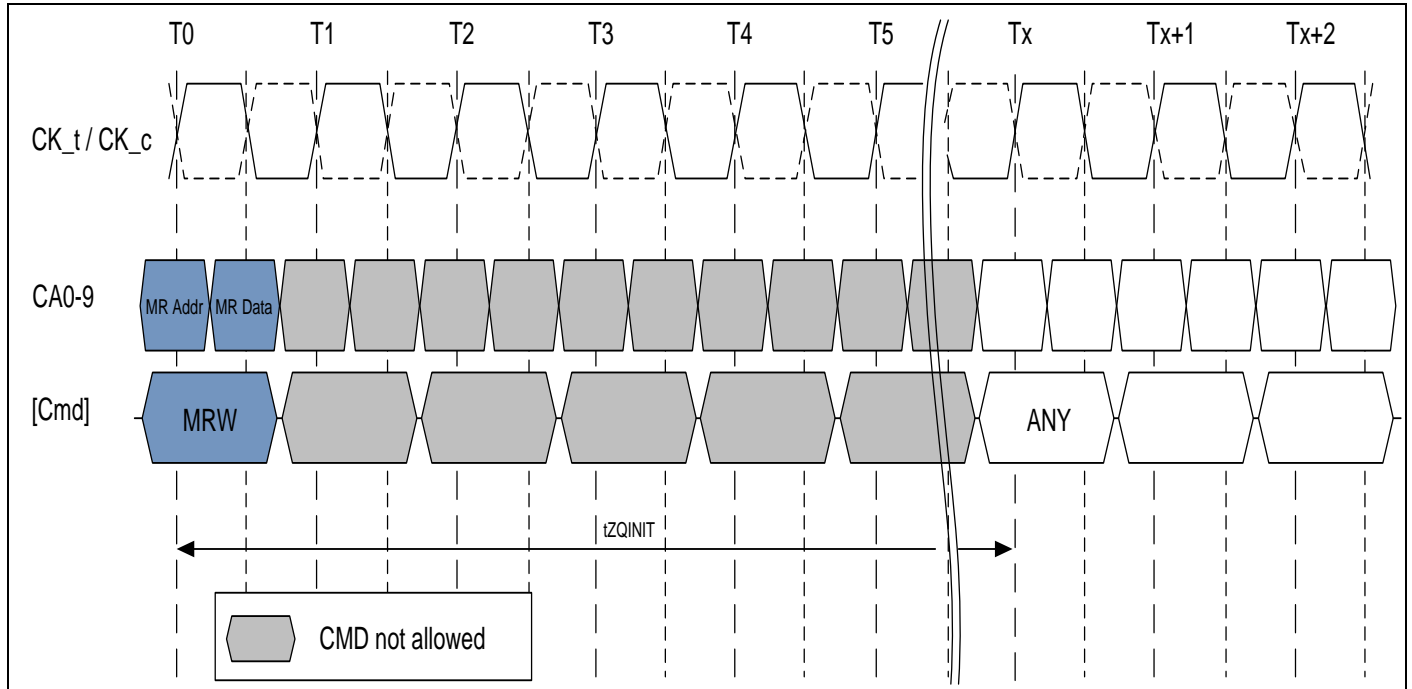 T0 T1 T2 T3 T4 T5 Tx Tx+1 Tx+2
CK_t / CK_c
CA0-9 MR Addr MR Data
[Cmd] MRW ANY
tZQINIT
CMD not allowed